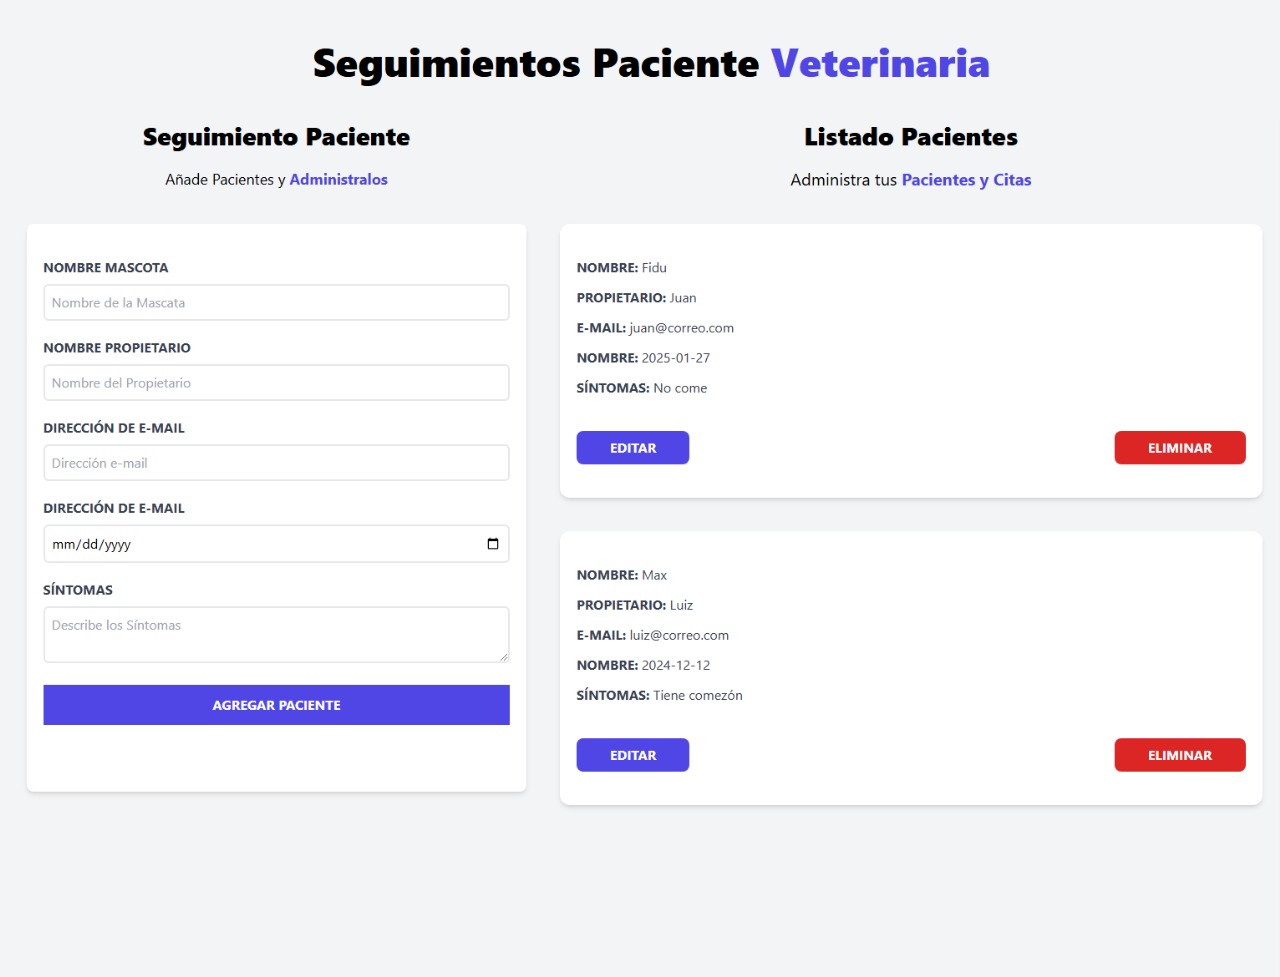 Seguimientos Paciente Veterinaria
Seguimiento Paciente
Añade Pacientes y Administralos
NOMBRE MASCOTA
Nombre de la Mascata
NOMBRE PROPIETARIO
Nombre del Propietario
DIRECCIÓN DE E-MAIL
Dirección e-mail
DIRECCIÓN DE E-MAIL
mm/dd/yyyy
SÍNTOMAS
Describe los Síntomas
AGREGAR PACIENTE
Listado Pacientes
Administra tus Pacientes y Citas
NOMBRE: Fidu
PROPIETARIO: Juan
E-MAIL: juan@correo.com
NOMBRE: 2025-01-27
SÍNTOMAS: No come
EDITAR
ELIMINAR
NOMBRE: Max
PROPIETARIO: Luiz
E-MAIL: luiz@correo.com
NOMBRE: 2024-12-12
SÍNTOMAS: Tiene comezón
EDITAR
ELIMINAR